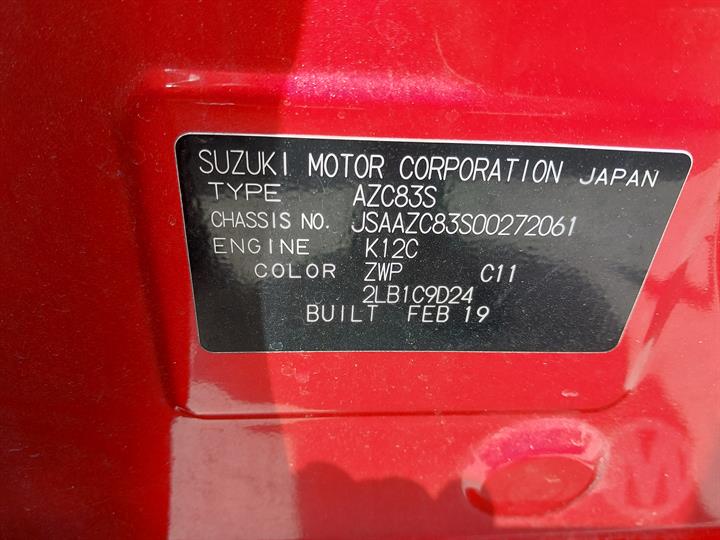 SUZUKI MOTOR CORPORATION JAPAN
TYPE AZC83S
CHASSIS NO. JSAAZC83S00272061
ENGINE K12C
COLOR ZWP C11
2LB1C9D24
BUILT FEB 19
M